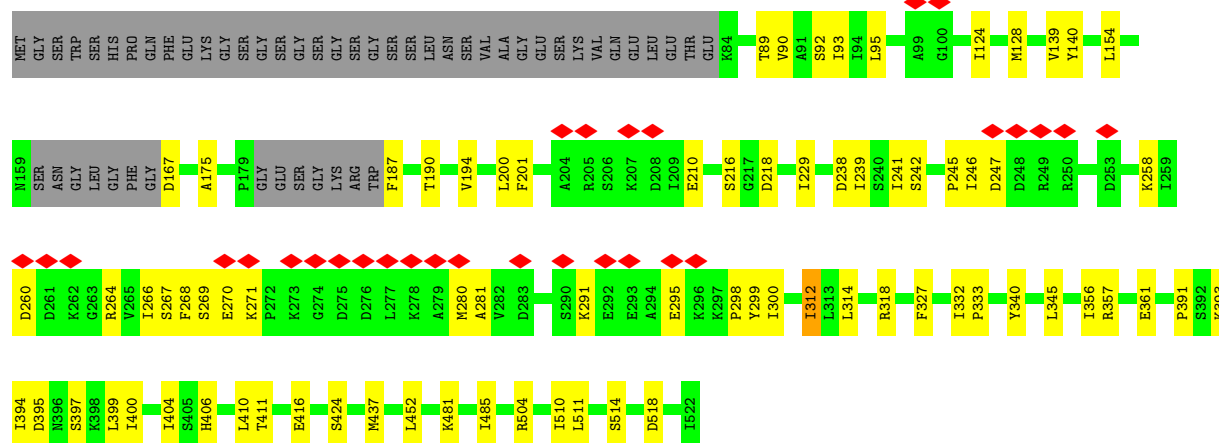 MET GLY SER TRP SER HIS PRO GLN PHE GLU LYS GLY SER GLY SER GLY SER GLY SER GLY SER SER LEU ASN SER VAL ALA GLY GLU SER LYS VAL GLN GLU LEU GLU THR GLU K84 T89 V90 A91 S92 I93 I94 L95 A99 G100 I124 M128 V139 Y140 L154
N159 SER ASN GLY LEU GLY PHE GLY D167 A175 P179 GLY GLU SER GLY LYS ARG TRP F187 T190 V194 L200 F201 A204 R205 S206 K207 D208 I209 E210 S216 G217 D218 I229 D238 I239 S240 I241 S242 P245 I246 D247 D248 R249 R250 D253 K258 I259
D260 D261 K262 G263 R264 V265 I266 S267 F268 S269 E270 K271 P272 K273 G274 D275 D276 L277 K278 A279 M280 A281 V282 D283 S290 K291 E292 E293 A294 E295 K296 K297 P298 Y299 I300 I312 L313 L314 R318 F327 I332 P333 Y340 L345 I356 R357 E361 P391 S392 K393
I394 D395 N396 S397 K398 L399 I400 I404 S405 H406 L410 T411 E416 S424 M437 L452 K481 I485 R504 I510 L511 S514 D518 I522